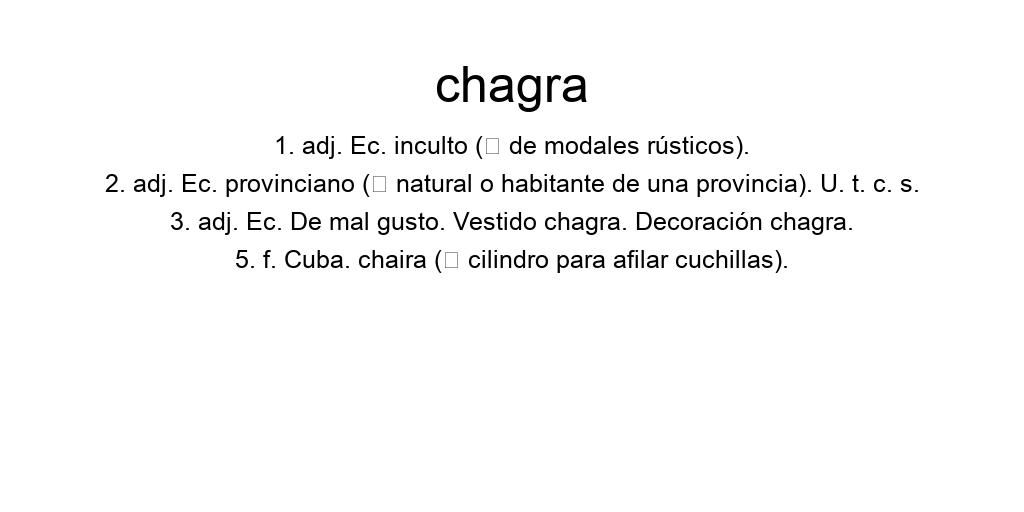 chagra
1. adj. Ec. inculto (□ de modales rústicos).
2. adj. Ec. provinciano (□ natural o habitante de una provincia). U. t. c. s.
3. adj. Ec. De mal gusto. Vestido chagra. Decoración chagra.
5. f. Cuba. chaira (□ cilindro para afilar cuchillas).